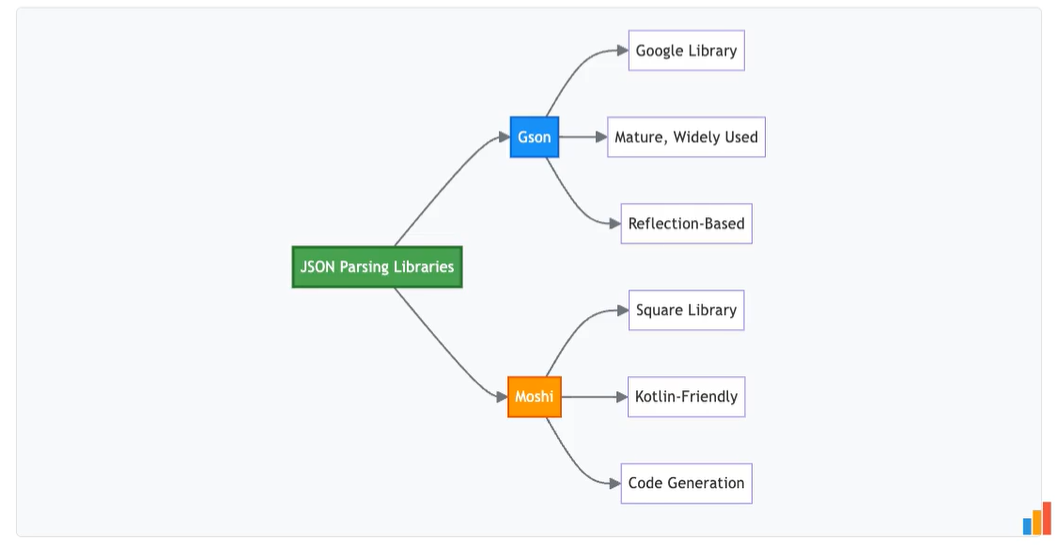 Google Library
Gson
Mature, Widely Used
Reflection-Based
JSON Parsing Libraries
Square Library
Moshi
Kotlin-Friendly
Code Generation